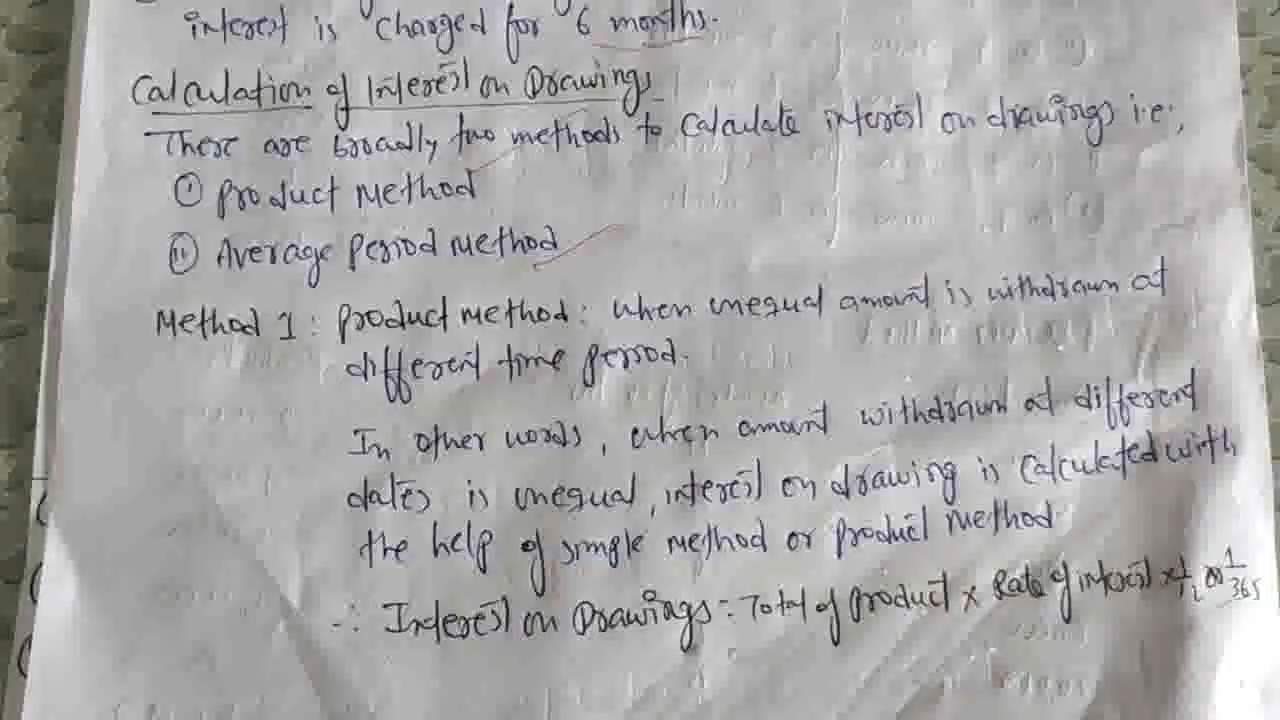 interest is charged for 6 months.
Calculation of Interest on Drawings
There are broadly two methods to calculate interest on drawings i.e.,
(i) Product Method
(ii) Average Period Method
Method 1: Product Method: When unequal amount is withdrawn at
different time period.
In other words, when amount withdrawn at different
dates is unequal, interest on drawing is calculated with
the help of simple method or product method
∴ Interest on Drawings = Total of product × Rate of interest × 1/12 or 1/365